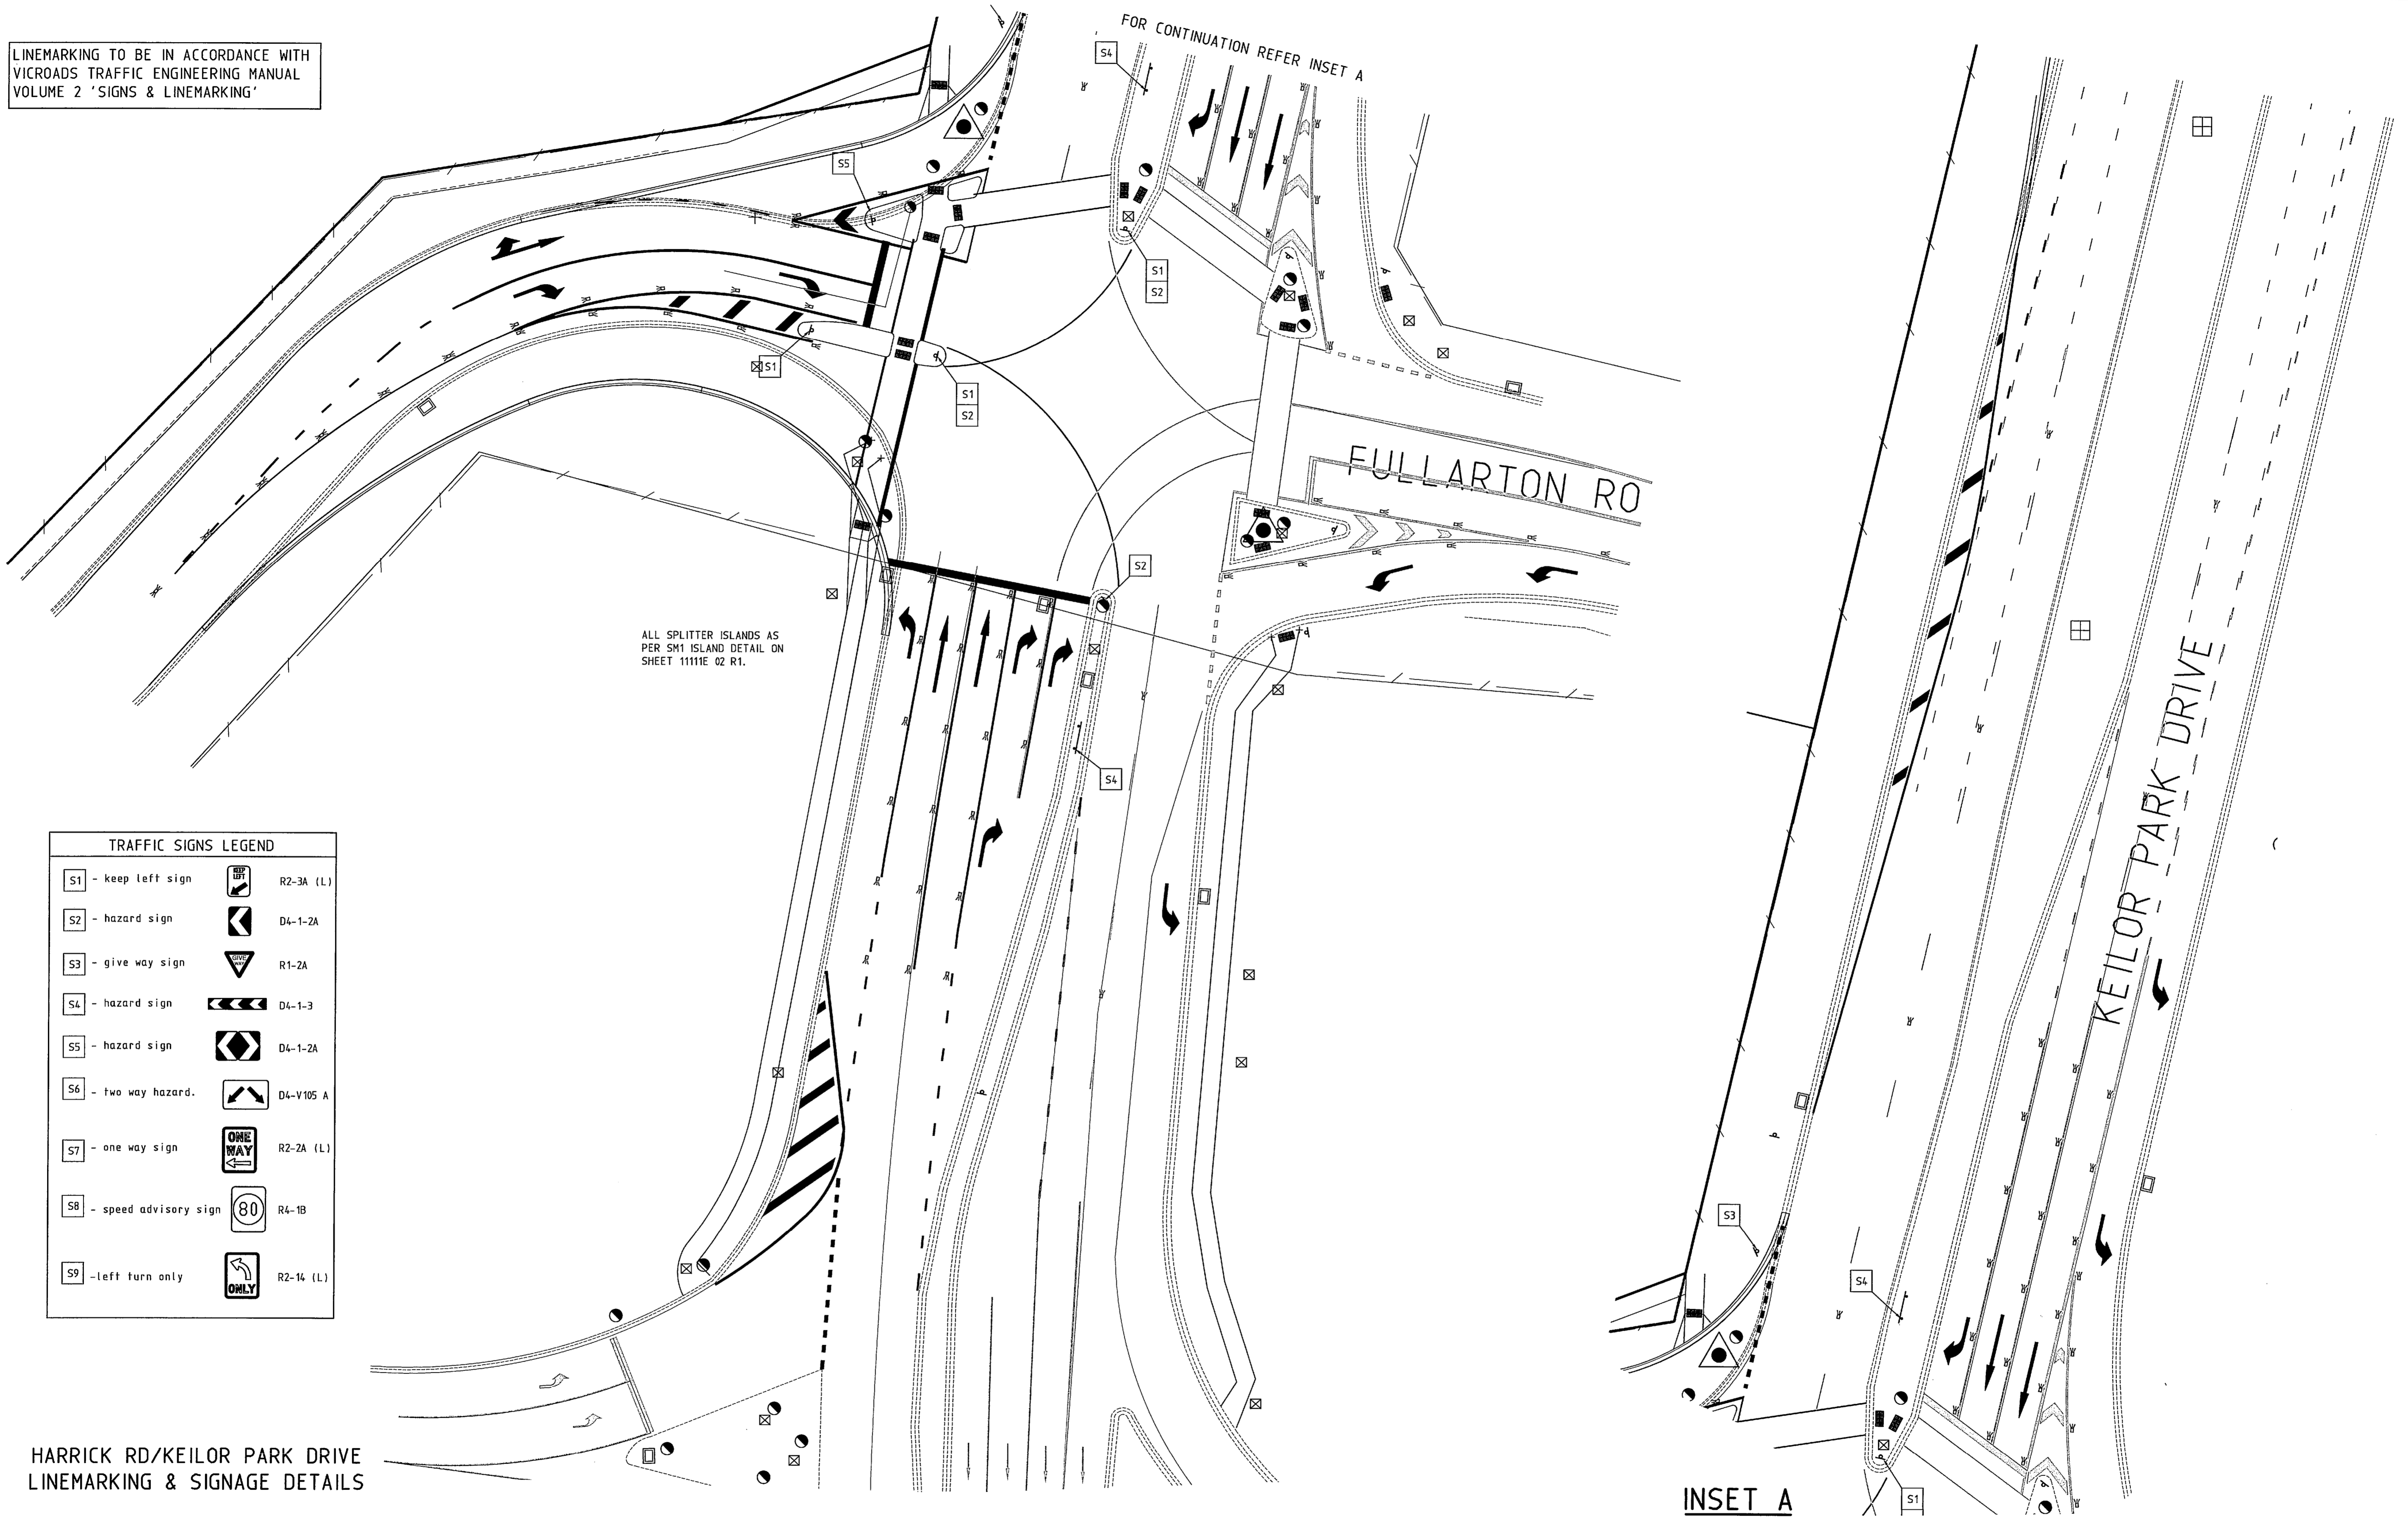 LINEMARKING TO BE IN ACCORDANCE WITH
VICROADS TRAFFIC ENGINEERING MANUAL
VOLUME 2 'SIGNS & LINEMARKING'
FOR CONTINUATION REFER INSET A
S4
S5
S1
S2
S1
S1
S2
FULLARTON RO
S2
ALL SPLITTER ISLANDS AS
PER SM1 ISLAND DETAIL ON
SHEET 11111E 02 R1.
S4
TRAFFIC SIGNS LEGEND
S1 - keep left sign KEEP LEFT R2-3A (L)
S2 - hazard sign D4-1-2A
S3 - give way sign GIVE WAY R1-2A
S4 - hazard sign D4-1-3
S5 - hazard sign D4-1-2A
S6 - two way hazard. D4-V105 A
S7 - one way sign ONE WAY R2-2A (L)
S8 - speed advisory sign 80 R4-1B
S9 -left turn only ONLY R2-14 (L)
HARRICK RD/KEILOR PARK DRIVE
LINEMARKING & SIGNAGE DETAILS
KEILOR PARK DRIVE
S3
S4
S1
INSET A